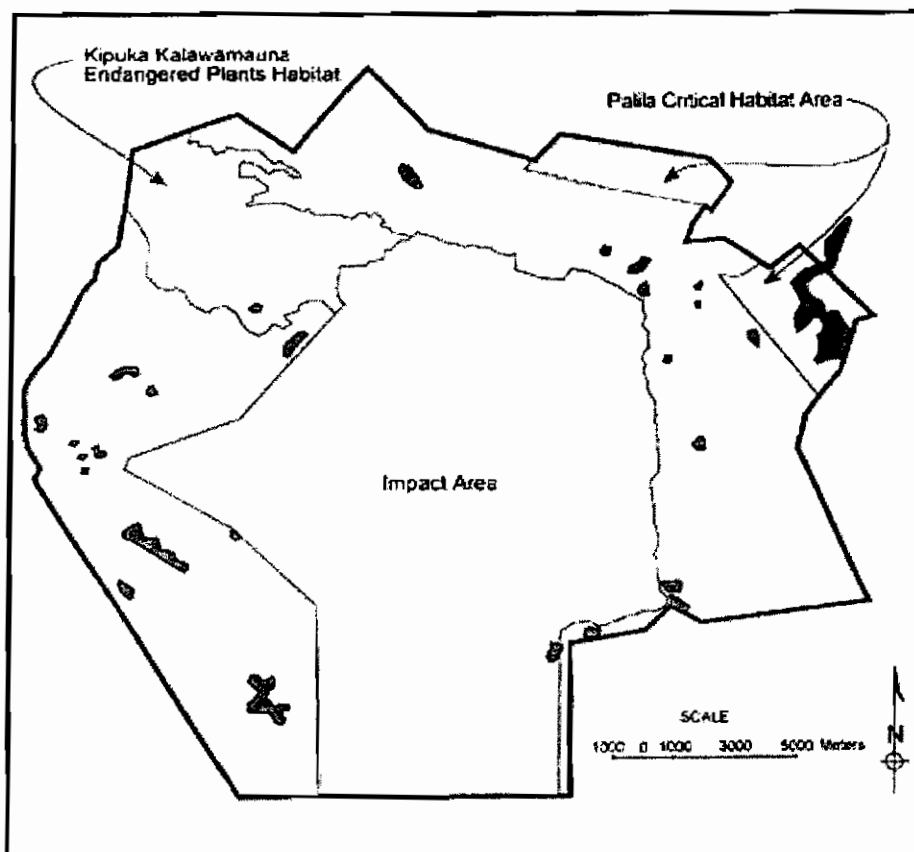 Kipuka Kalawamauna
Endangered Plants Habitat
Palila Critical Habitat Area
Impact Area
SCALE
1000 0 1000 3000 5000 Meters
N